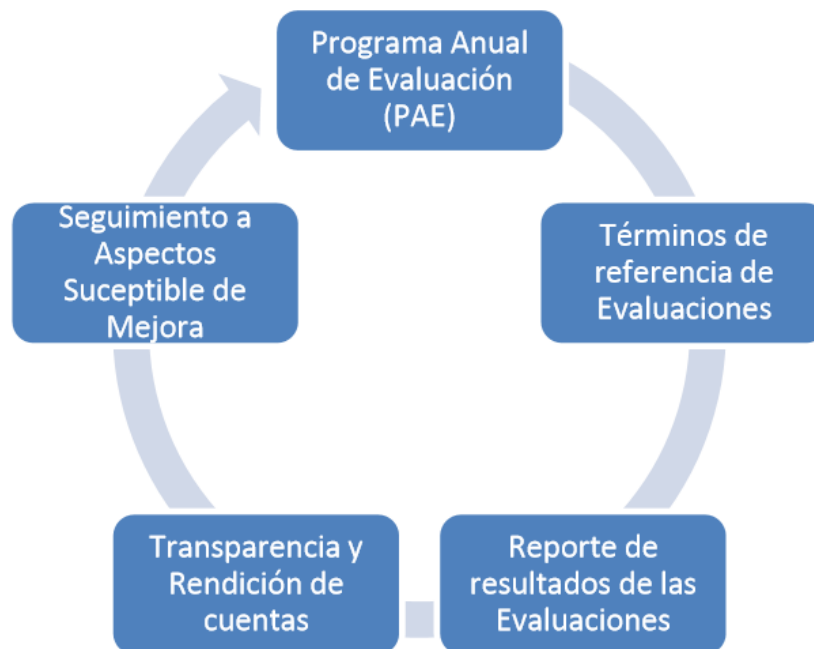 Programa Anual
de Evaluación
(PAE)
Términos de
referencia de
Evaluaciones
Reporte de
resultados de las
Evaluaciones
Transparencia y
Rendición de
cuentas
Seguimiento a
Aspectos
Suceptible de
Mejora